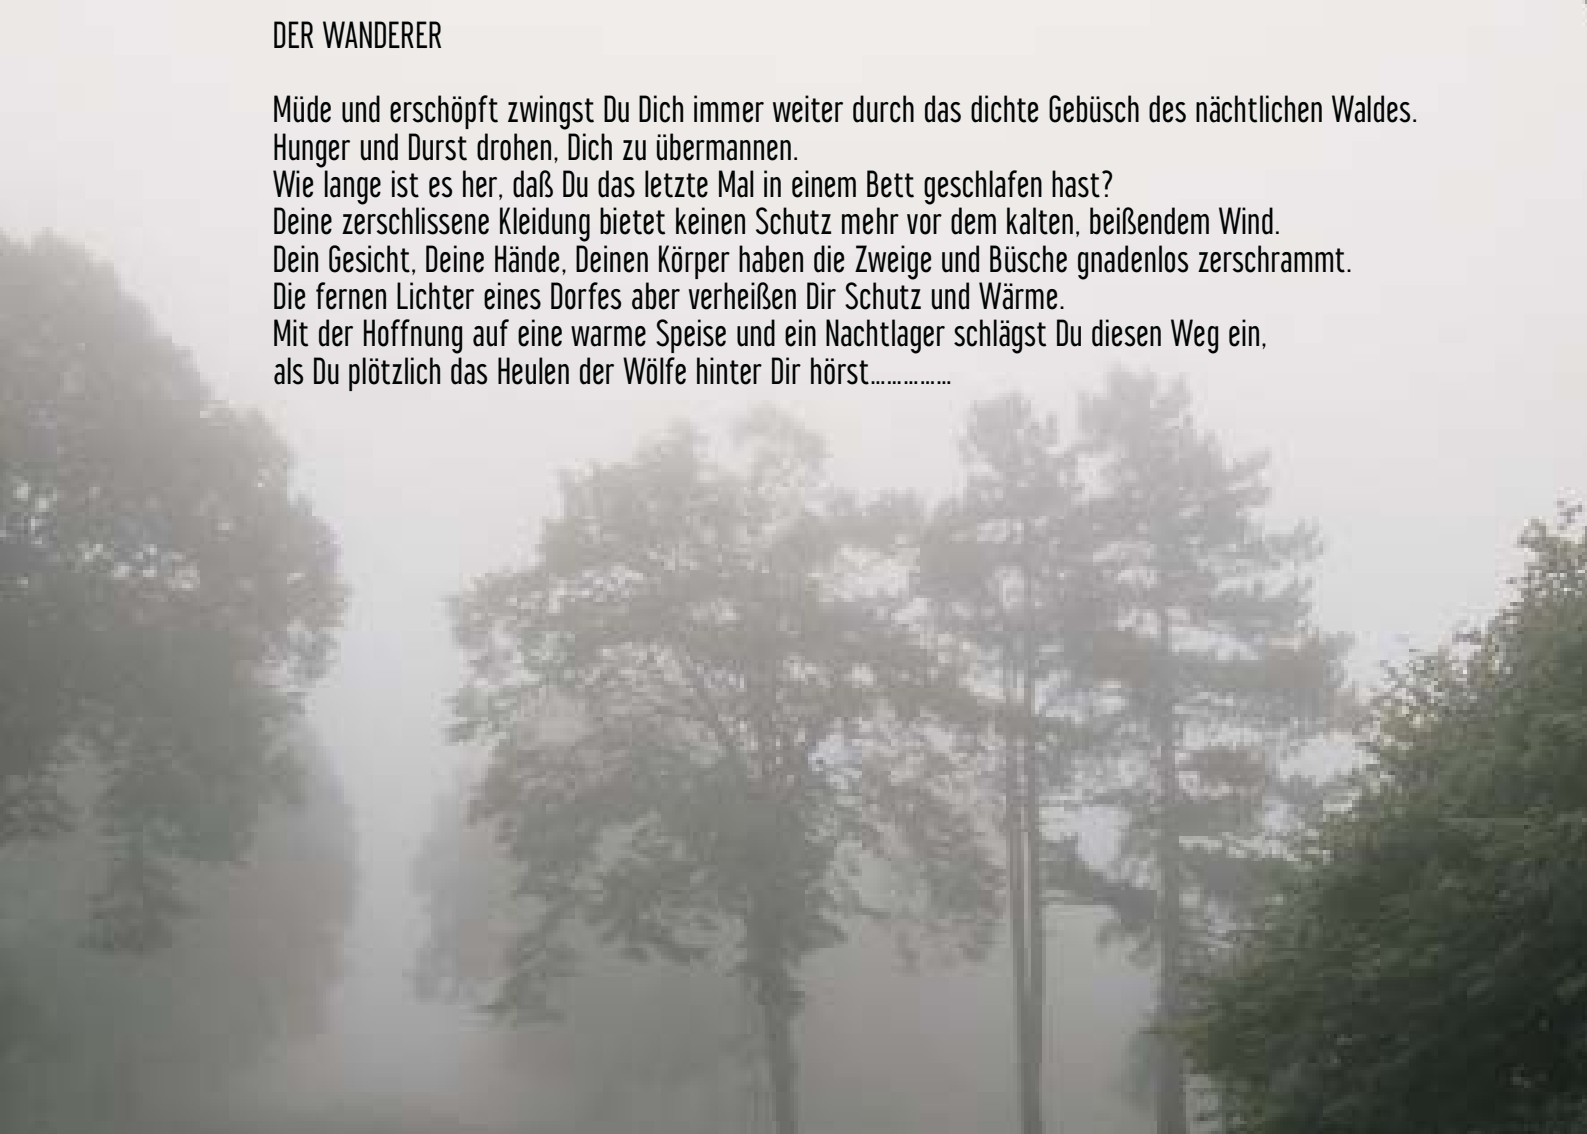 DER WANDERER
Müde und erschöpft zwingst Du Dich immer weiter durch das dichte Gebüsch des nächtlichen Waldes.
Hunger und Durst drohen, Dich zu übermannen.
Wie lange ist es her, daß Du das letzte Mal in einem Bett geschlafen hast?
Deine zerschlissene Kleidung bietet keinen Schutz mehr vor dem kalten, beißendem Wind.
Dein Gesicht, Deine Hände, Deinen Körper haben die Zweige und Büsche gnadenlos zerschrammt.
Die fernen Lichter eines Dorfes aber verheißen Dir Schutz und Wärme.
Mit der Hoffnung auf eine warme Speise und ein Nachtlager schlägst Du diesen Weg ein,
als Du plötzlich das Heulen der Wölfe hinter Dir hörst……………